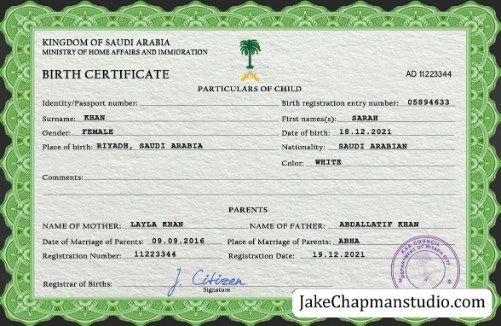 KINGDOM OF SAUDI ARABIA
MINISTRY OF HOME AFFAIRS AND IMMIGRATION
BIRTH CERTIFICATE
AD 11223344
PARTICULARS OF CHILD
Identity/Passport number:
Birth registration entry number: 05894633
Surname: KHAN
First names(s): SARAH
Gender: FEMALE
Date of birth: 18.12.2021
Place of birth: RIYADH, SAUDI ARABIA
Nationality: SAUDI ARABIAN
Color: WHITE
Comments:
PARENTS
NAME OF MOTHER: LAYLA KHAN
NAME OF FATHER: ABDALLATIF KHAN
Date of Marriage of Parents: 09.09.2016
Place of Marriage of Parents: ABHA
Registration Number: 11223344
Registration Date: 19.12.2021
Registrar of Births:
J. Citizen
Signature
JakeChapmanstudio.com